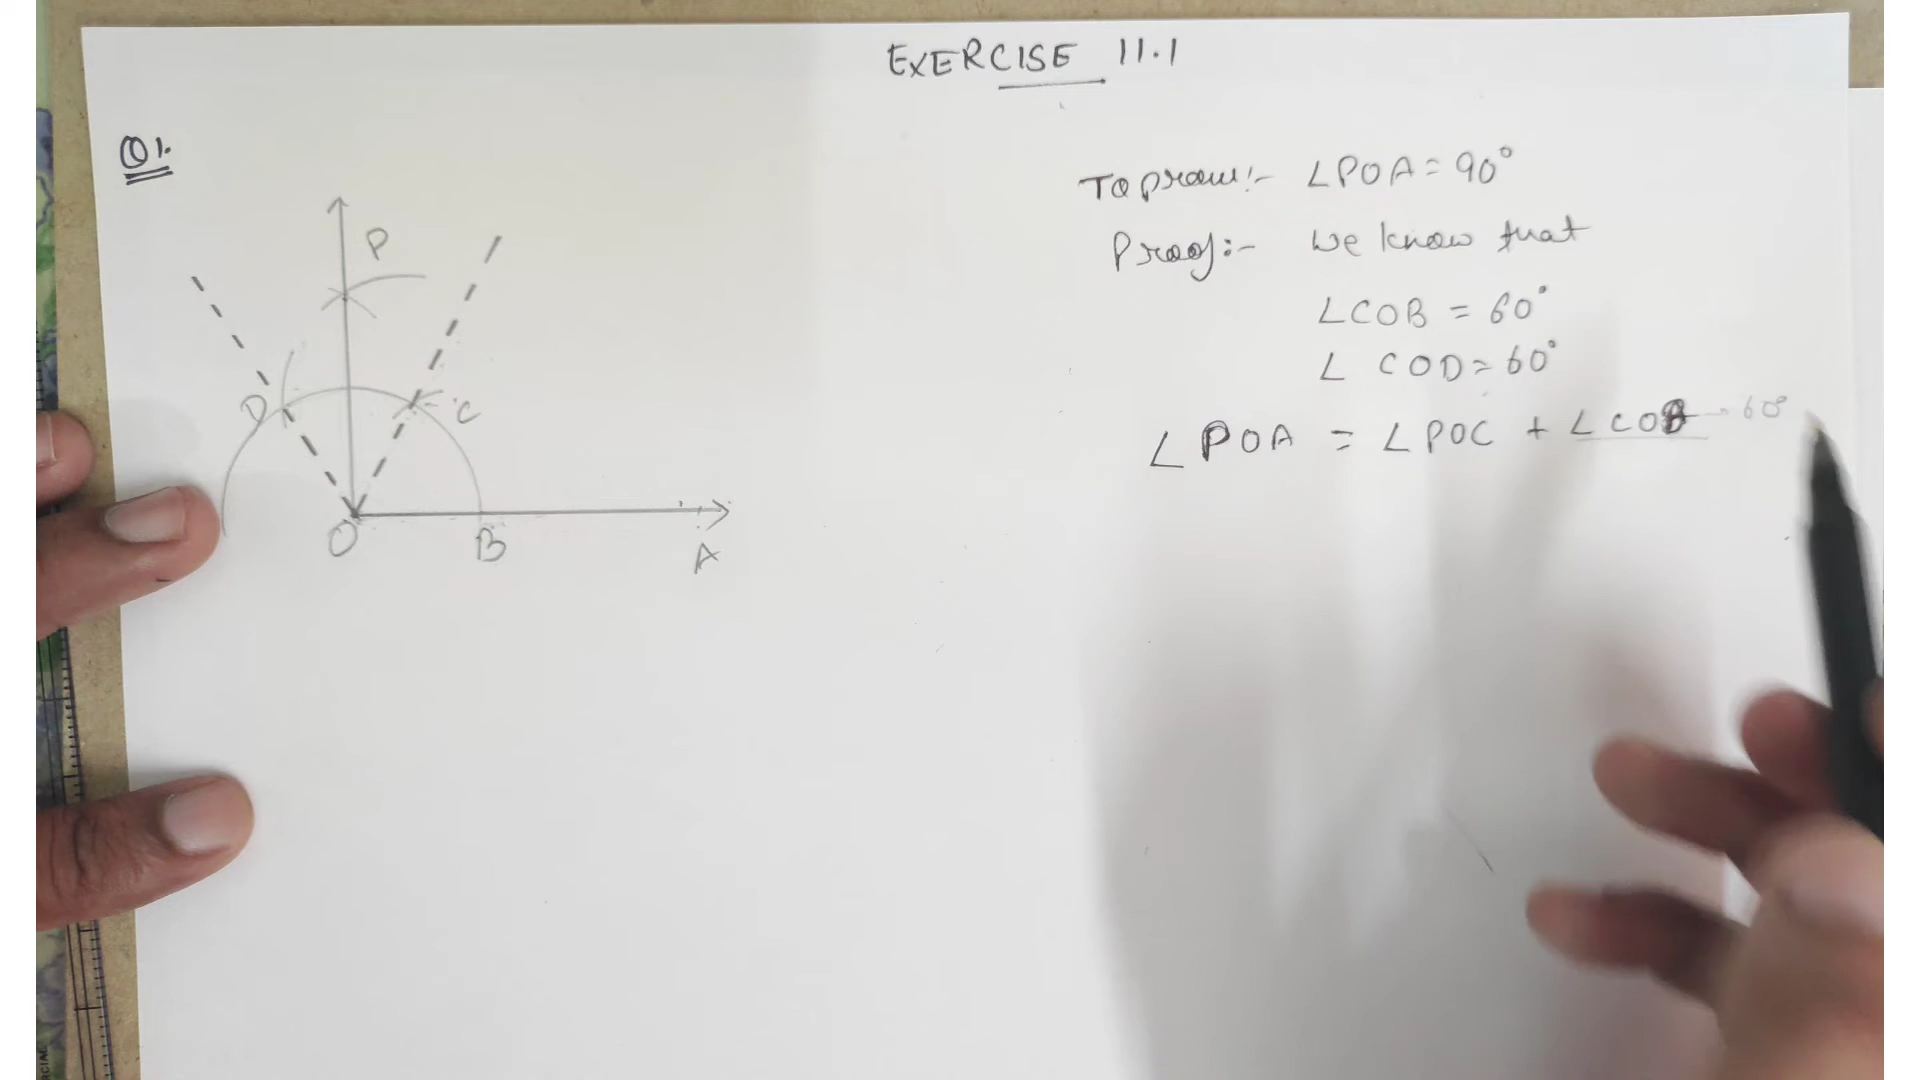 EXERCISE 11.1
Q1.
To prove:- ∠POA = 90°
Proof:- We know that
∠COB = 60°
∠ COD = 60°
∠POA = ∠POC + ∠COB → 60°
P
D
C
O
B
A